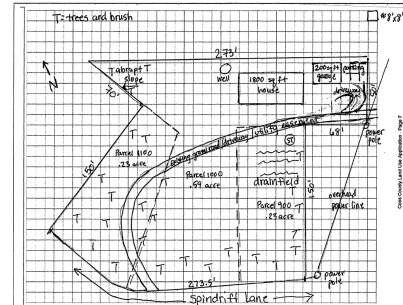 T=trees and brush
#8'x8'
273'
T abrupt T
slope
well
1800 sq ft
house
200 sq ft
garage
parking
driveway
50'
N
70'
T
T T
existing gravel road/driveway/utility easement
68'
power
pole
Parcel 1100
.23 acre
150'
Parcel 1000
.59 acre
ST
drainfield
Parcel 900
.23 acre
150'
overhead
power line
power
pole
273.5'
Spindrift Lane
Coos County Land Use Application - Page 7